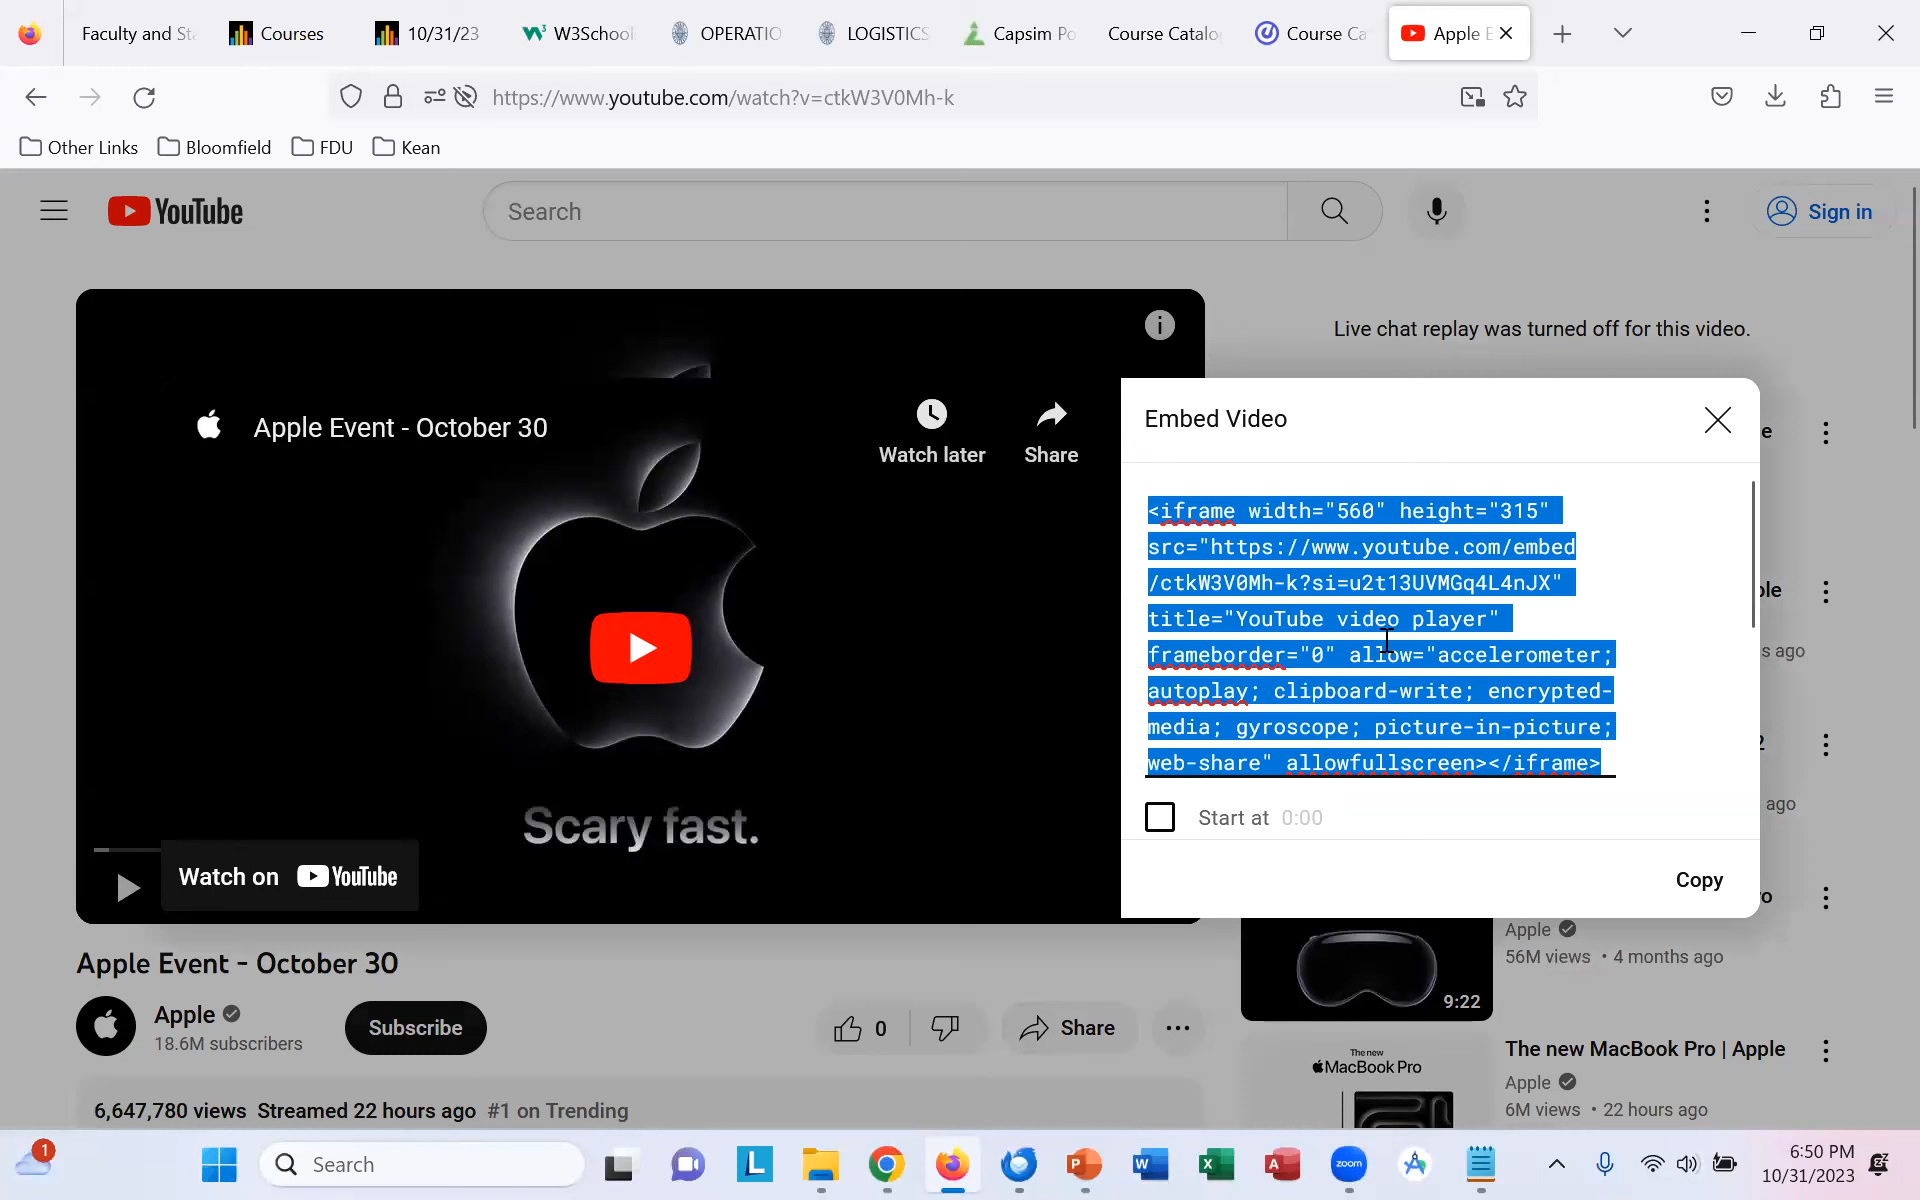 Faculty and Sta
Courses
10/31/23
W3School
OPERATIO
LOGISTICS
Capsim Po
Course Catalo
Course Ca
Apple E
https://www.youtube.com/watch?v=ctkW3V0Mh-k
Other Links
Bloomfield
FDU
Kean
YouTube
Search
Sign in
Live chat replay was turned off for this video.
Apple Event - October 30
Watch later
Share
Scary fast.
Watch on YouTube
Embed Video
<iframe width="560" height="315"
src="https://www.youtube.com/embed
/ctkW3V0Mh-k?si=u2t13UVMGq4L4nJX"
title="YouTube video player"
frameborder="0" allow="accelerometer;
autoplay; clipboard-write; encrypted-
media; gyroscope; picture-in-picture;
web-share" allowfullscreen></iframe>
Start at 0:00
Copy
s ago
ago
Apple
56M views • 4 months ago
9:22
The new
MacBook Pro
The new MacBook Pro | Apple
Apple
6M views • 22 hours ago
Apple Event - October 30
Apple
18.6M subscribers
Subscribe
0
Share
6,647,780 views Streamed 22 hours ago #1 on Trending
1
Search
L
P
W
X
A
zoom
6:50 PM
10/31/2023